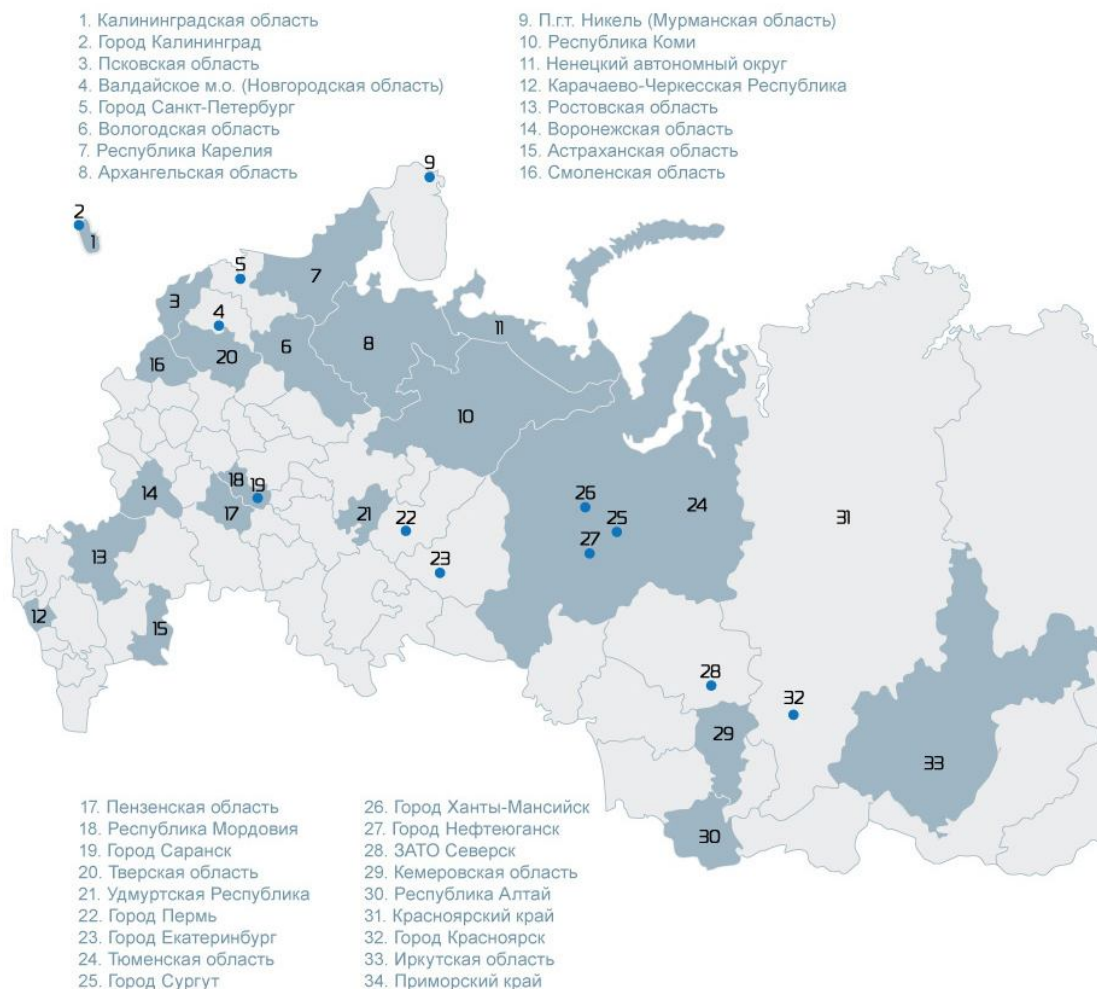 1. Калининградская область
2. Город Калининград
3. Псковская область
4. Валдайское м.о. (Новгородская область)
5. Город Санкт-Петербург
6. Вологодская область
7. Республика Карелия
8. Архангельская область
9. П.г.т. Никель (Мурманская область)
10. Республика Коми
11. Ненецкий автономный округ
12. Карачаево-Черкесская Республика
13. Ростовская область
14. Воронежская область
15. Астраханская область
16. Смоленская область
9
2
1
5
7
3
4
11
6
8
20
16
10
18
19
14
26
24
17
21
22
25
31
27
13
23
12
15
28
32
29
33
30
17. Пензенская область
18. Республика Мордовия
19. Город Саранск
20. Тверская область
21. Удмуртская Республика
22. Город Пермь
23. Город Екатеринбург
24. Тюменская область
25. Город Сургут
26. Город Ханты-Мансийск
27. Город Нефтеюганск
28. ЗАТО Северск
29. Кемеровская область
30. Республика Алтай
31. Красноярский край
32. Город Красноярск
33. Иркутская область
34. Приморский край